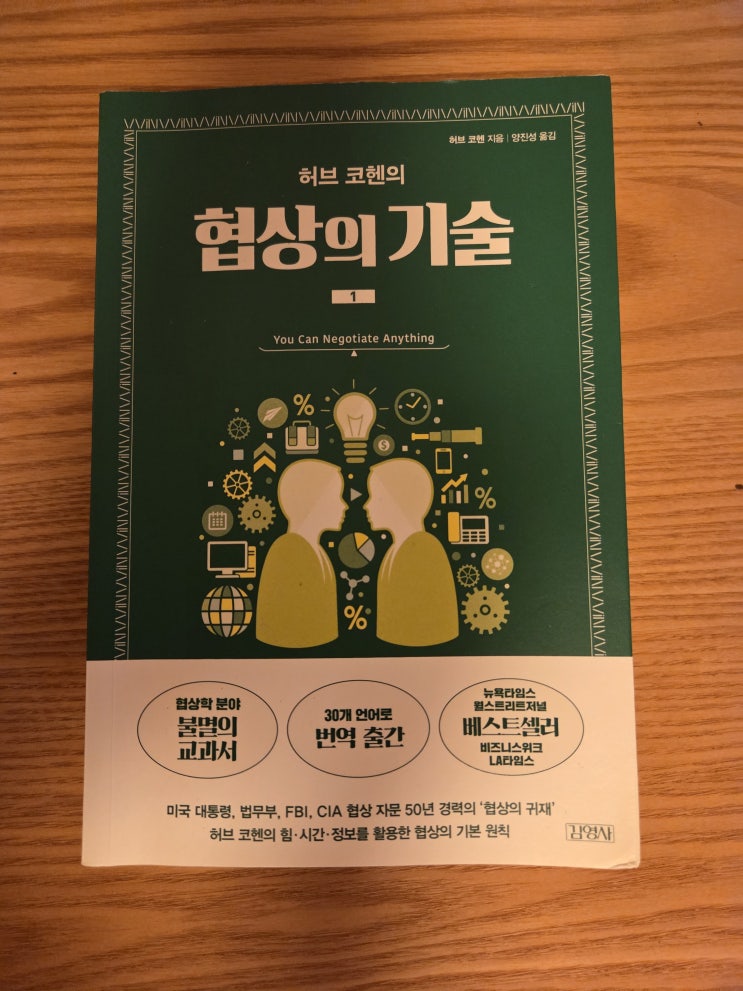 허브 코헨 지음 | 양진성 옮김
허브 코헨의
협상의 기술
1
You Can Negotiate Anything
%
$
%
%
협상학 분야
불멸의
교과서
30개 언어로
번역 출간
뉴욕타임스
월스트리트저널
베스트셀러
비즈니스위크
LA타임스
미국 대통령, 법무부, FBI, CIA 협상 자문 50년 경력의 ‘협상의 귀재’
허브 코헨의 힘·시간·정보를 활용한 협상의 기본 원칙
김영사